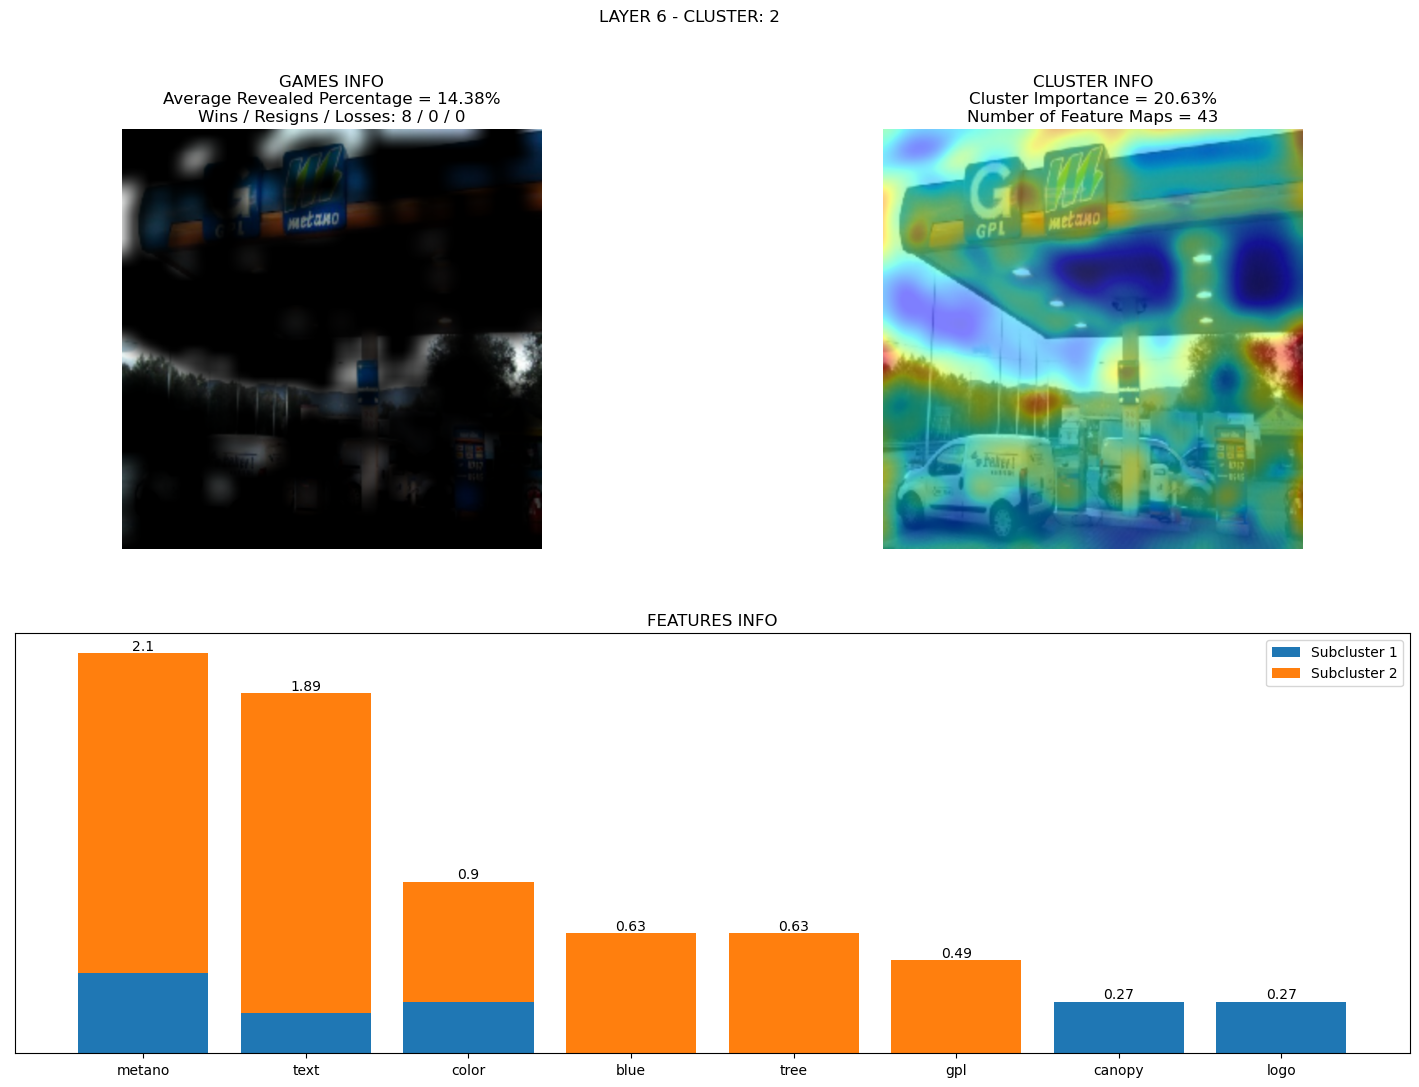 LAYER 6 - CLUSTER: 2
GAMES INFO
Average Revealed Percentage = 14.38%
Wins / Resigns / Losses: 8 / 0 / 0
G
GPL
metano
CLUSTER INFO
Cluster Importance = 20.63%
Number of Feature Maps = 43
G
GPL
metano
FEATURES INFO
Subcluster 1
Subcluster 2
2.1
1.89
0.9
0.63
0.63
0.49
0.27
0.27
metano
text
color
blue
tree
gpl
canopy
logo